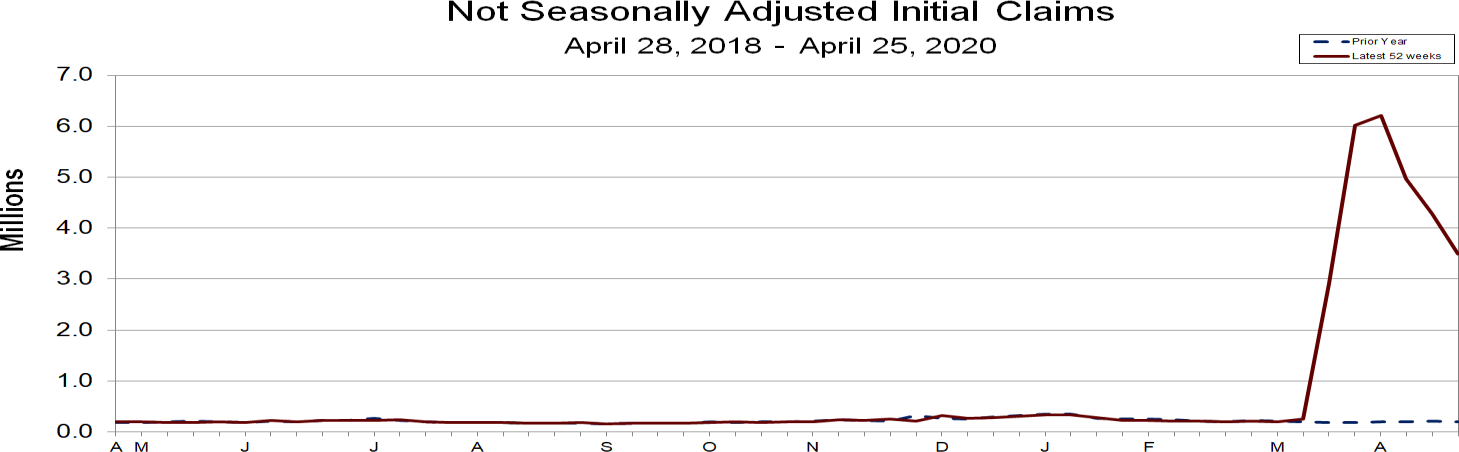 Not Seasonally Adjusted Initial Claims
April 28, 2018 - April 25, 2020
Prior Year
Latest 52 weeks
Millions
7.0
6.0
5.0
4.0
3.0
2.0
1.0
0.0
A M J J A S O N D J F M A